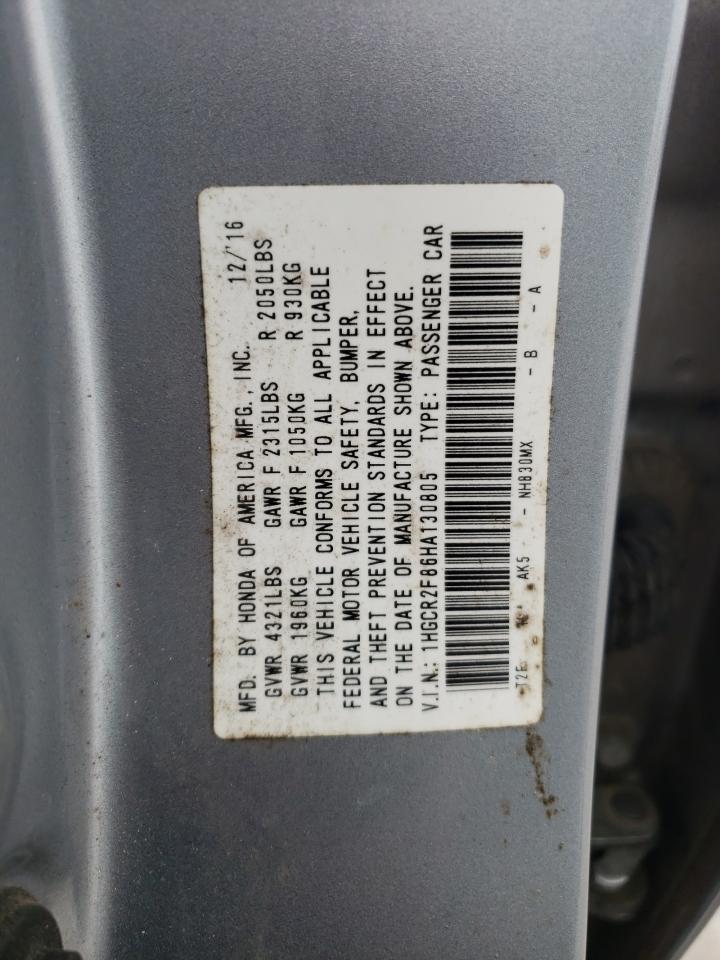 MFD. BY HONDA OF AMERICA MFG., INC. 12/'16
GVWR 4321LBS GAWR F 2315LBS R 2050LBS
GVWR 1960KG GAWR F 1050KG R 930KG
THIS VEHICLE CONFORMS TO ALL APPLICABLE
FEDERAL MOTOR VEHICLE SAFETY, BUMPER,
AND THEFT PREVENTION STANDARDS IN EFFECT
ON THE DATE OF MANUFACTURE SHOWN ABOVE.
V.I.N.: 1HGCR2F86HA130805 TYPE: PASSENGER CAR
AK5 - NH830MX - B - A